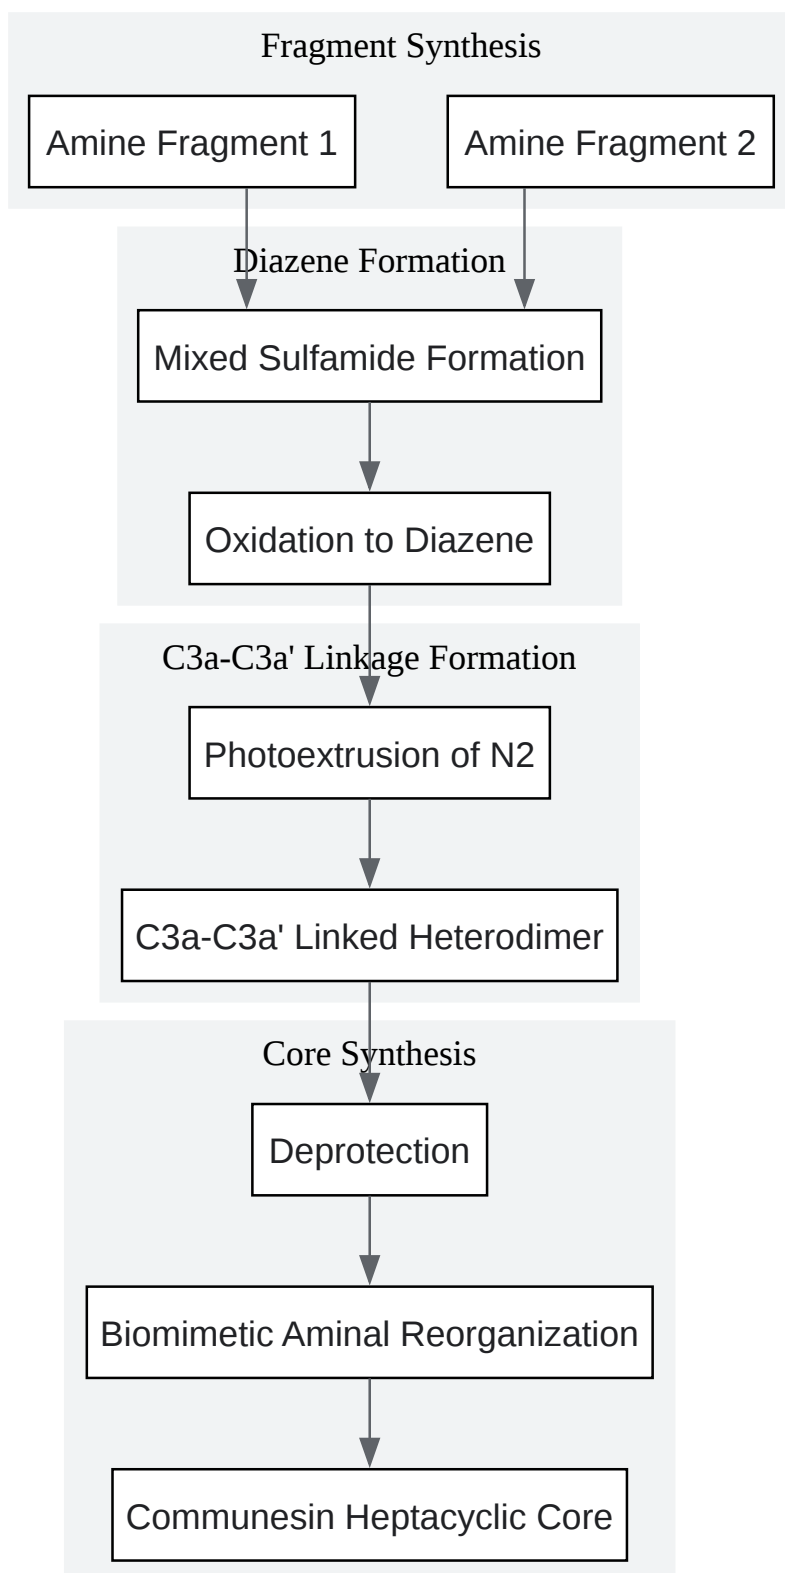 Fragment Synthesis
Amine Fragment 1
Amine Fragment 2
Diazene Formation
Mixed Sulfamide Formation
Oxidation to Diazene
C3a-C3a' Linkage Formation
Photoextrusion of N2
C3a-C3a' Linked Heterodimer
Core Synthesis
Deprotection
Biomimetic Aminal Reorganization
Communesin Heptacyclic Core